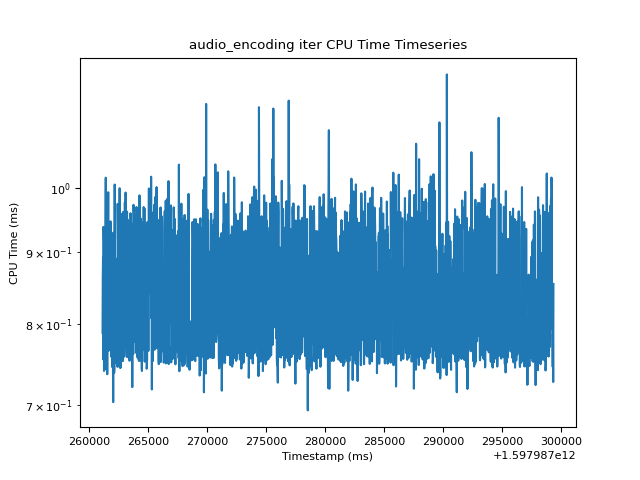 audio_encoding iter CPU Time Timeseries
CPU Time (ms)
10⁰
9 × 10⁻¹
8 × 10⁻¹
7 × 10⁻¹
260000 265000 270000 275000 280000 285000 290000 295000 300000
Timestamp (ms)
+1.597987e12